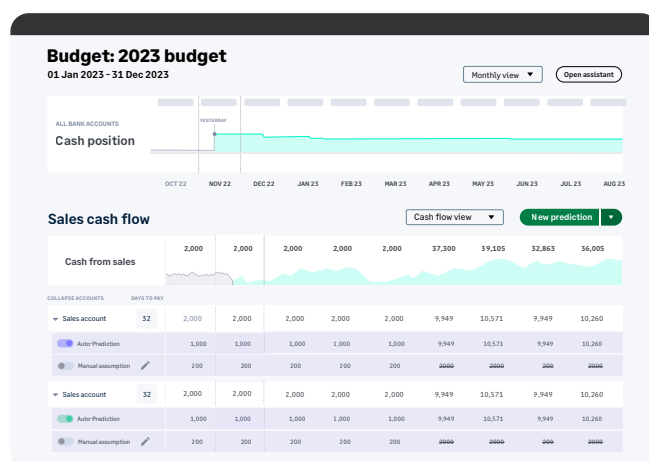 Budget: 2023 budget
01 Jan 2023 - 31 Dec 2023
Monthly view
Open assistant
ALL BANK ACCOUNTS
Cash position
YESTERDAY
OCT 22 NOV 22 DEC 22 JAN 23 FEB 23 MAR 23 APR 23 MAY 23 JUN 23 JUL 23 AUG 23
Sales cash flow
Cash flow view
New prediction
Cash from sales 2,000 2,000 2,000 2,000 2,000 37,300 59,105 32,863 36,005
COLLAPSE ACCOUNTS DAYS TO PAY
Sales account 32 2,000 2,000 2,000 2,000 2,000 9,949 10,571 9,949 10,260
Auto-Prediction 1,000 1,000 1,000 1,000 1,000 9,949 10,571 9,949 10,260
Manual assumption 200 200 200 200 200 2000 2000 200 2000
Sales account 32 2,000 2,000 2,000 2,000 2,000 9,949 10,571 9,949 10,260
Auto-Prediction 1,000 1,000 1,000 1,000 1,000 9,949 10,571 9,949 10,260
Manual assumption 200 200 200 200 200 2000 2000 200 2000